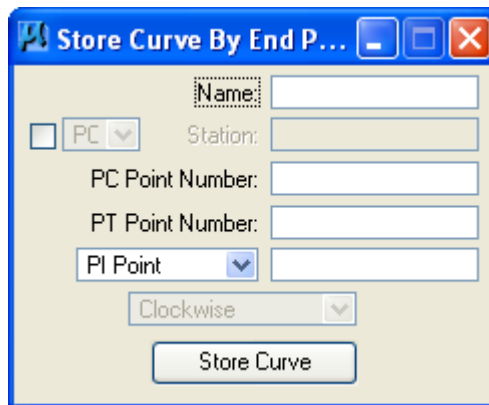 Store Curve By End P...
Name:
PC Station:
PC Point Number:
PT Point Number:
PI Point
Clockwise
Store Curve